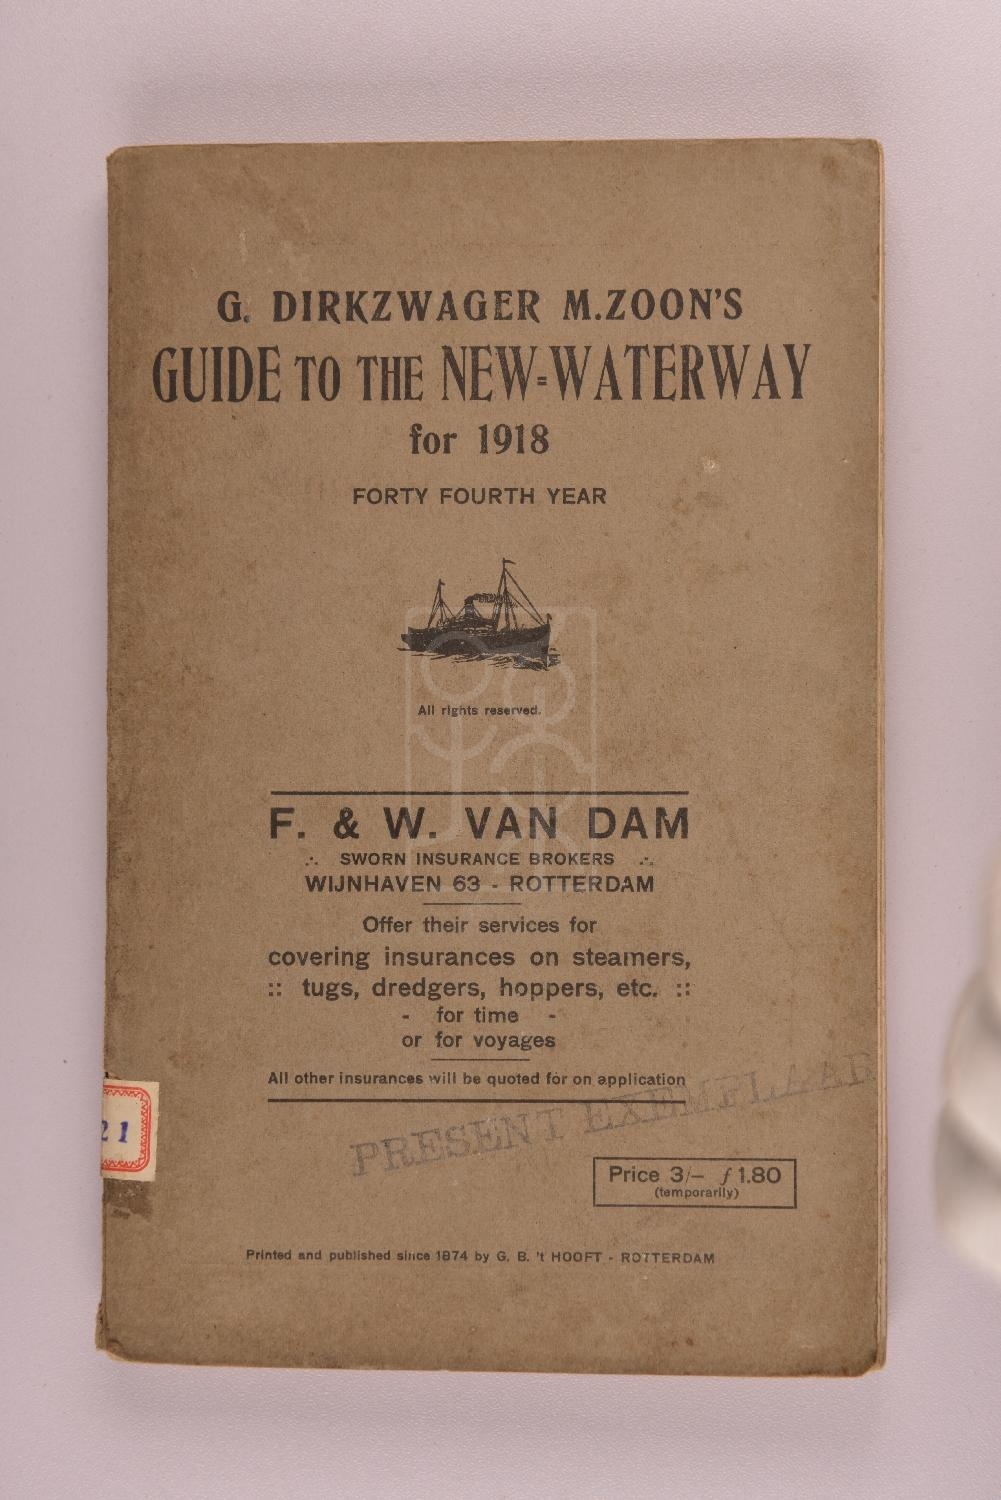 G. DIRKZWAGER M.ZOON'S
GUIDE TO THE NEW-WATERWAY
for 1918
FORTY FOURTH YEAR
All rights reserved.
F. & W. VAN DAM
∴ SWORN INSURANCE BROKERS ∴
WIJNHAVEN 63 - ROTTERDAM
Offer their services for
covering insurances on steamers,
:: tugs, dredgers, hoppers, etc. ::
- for time -
or for voyages
All other insurances will be quoted for on application
PRESENT EXEMPLAAR
21
Price 3/– ƒ 1.80
(temporarily)
Printed and published since 1874 by G. B. 't HOOFT - ROTTERDAM